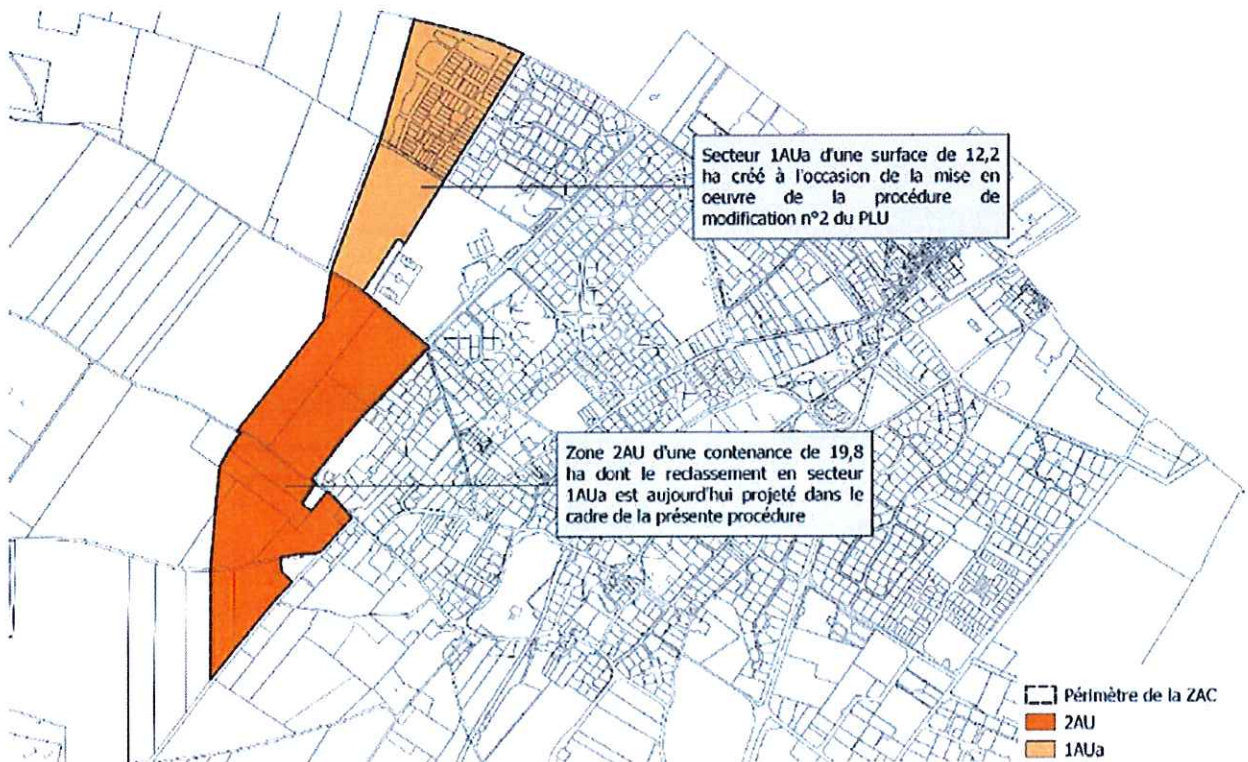 Secteur 1AUa d'une surface de 12,2
ha créé à l'occasion de la mise en
oeuvre de la procédure de
modification n°2 du PLU
Zone 2AU d'une contenance de 19,8
ha dont le reclassement en secteur
1AUa est aujourd'hui projeté dans le
cadre de la présente procédure
Périmètre de la ZAC
2AU
1AUa